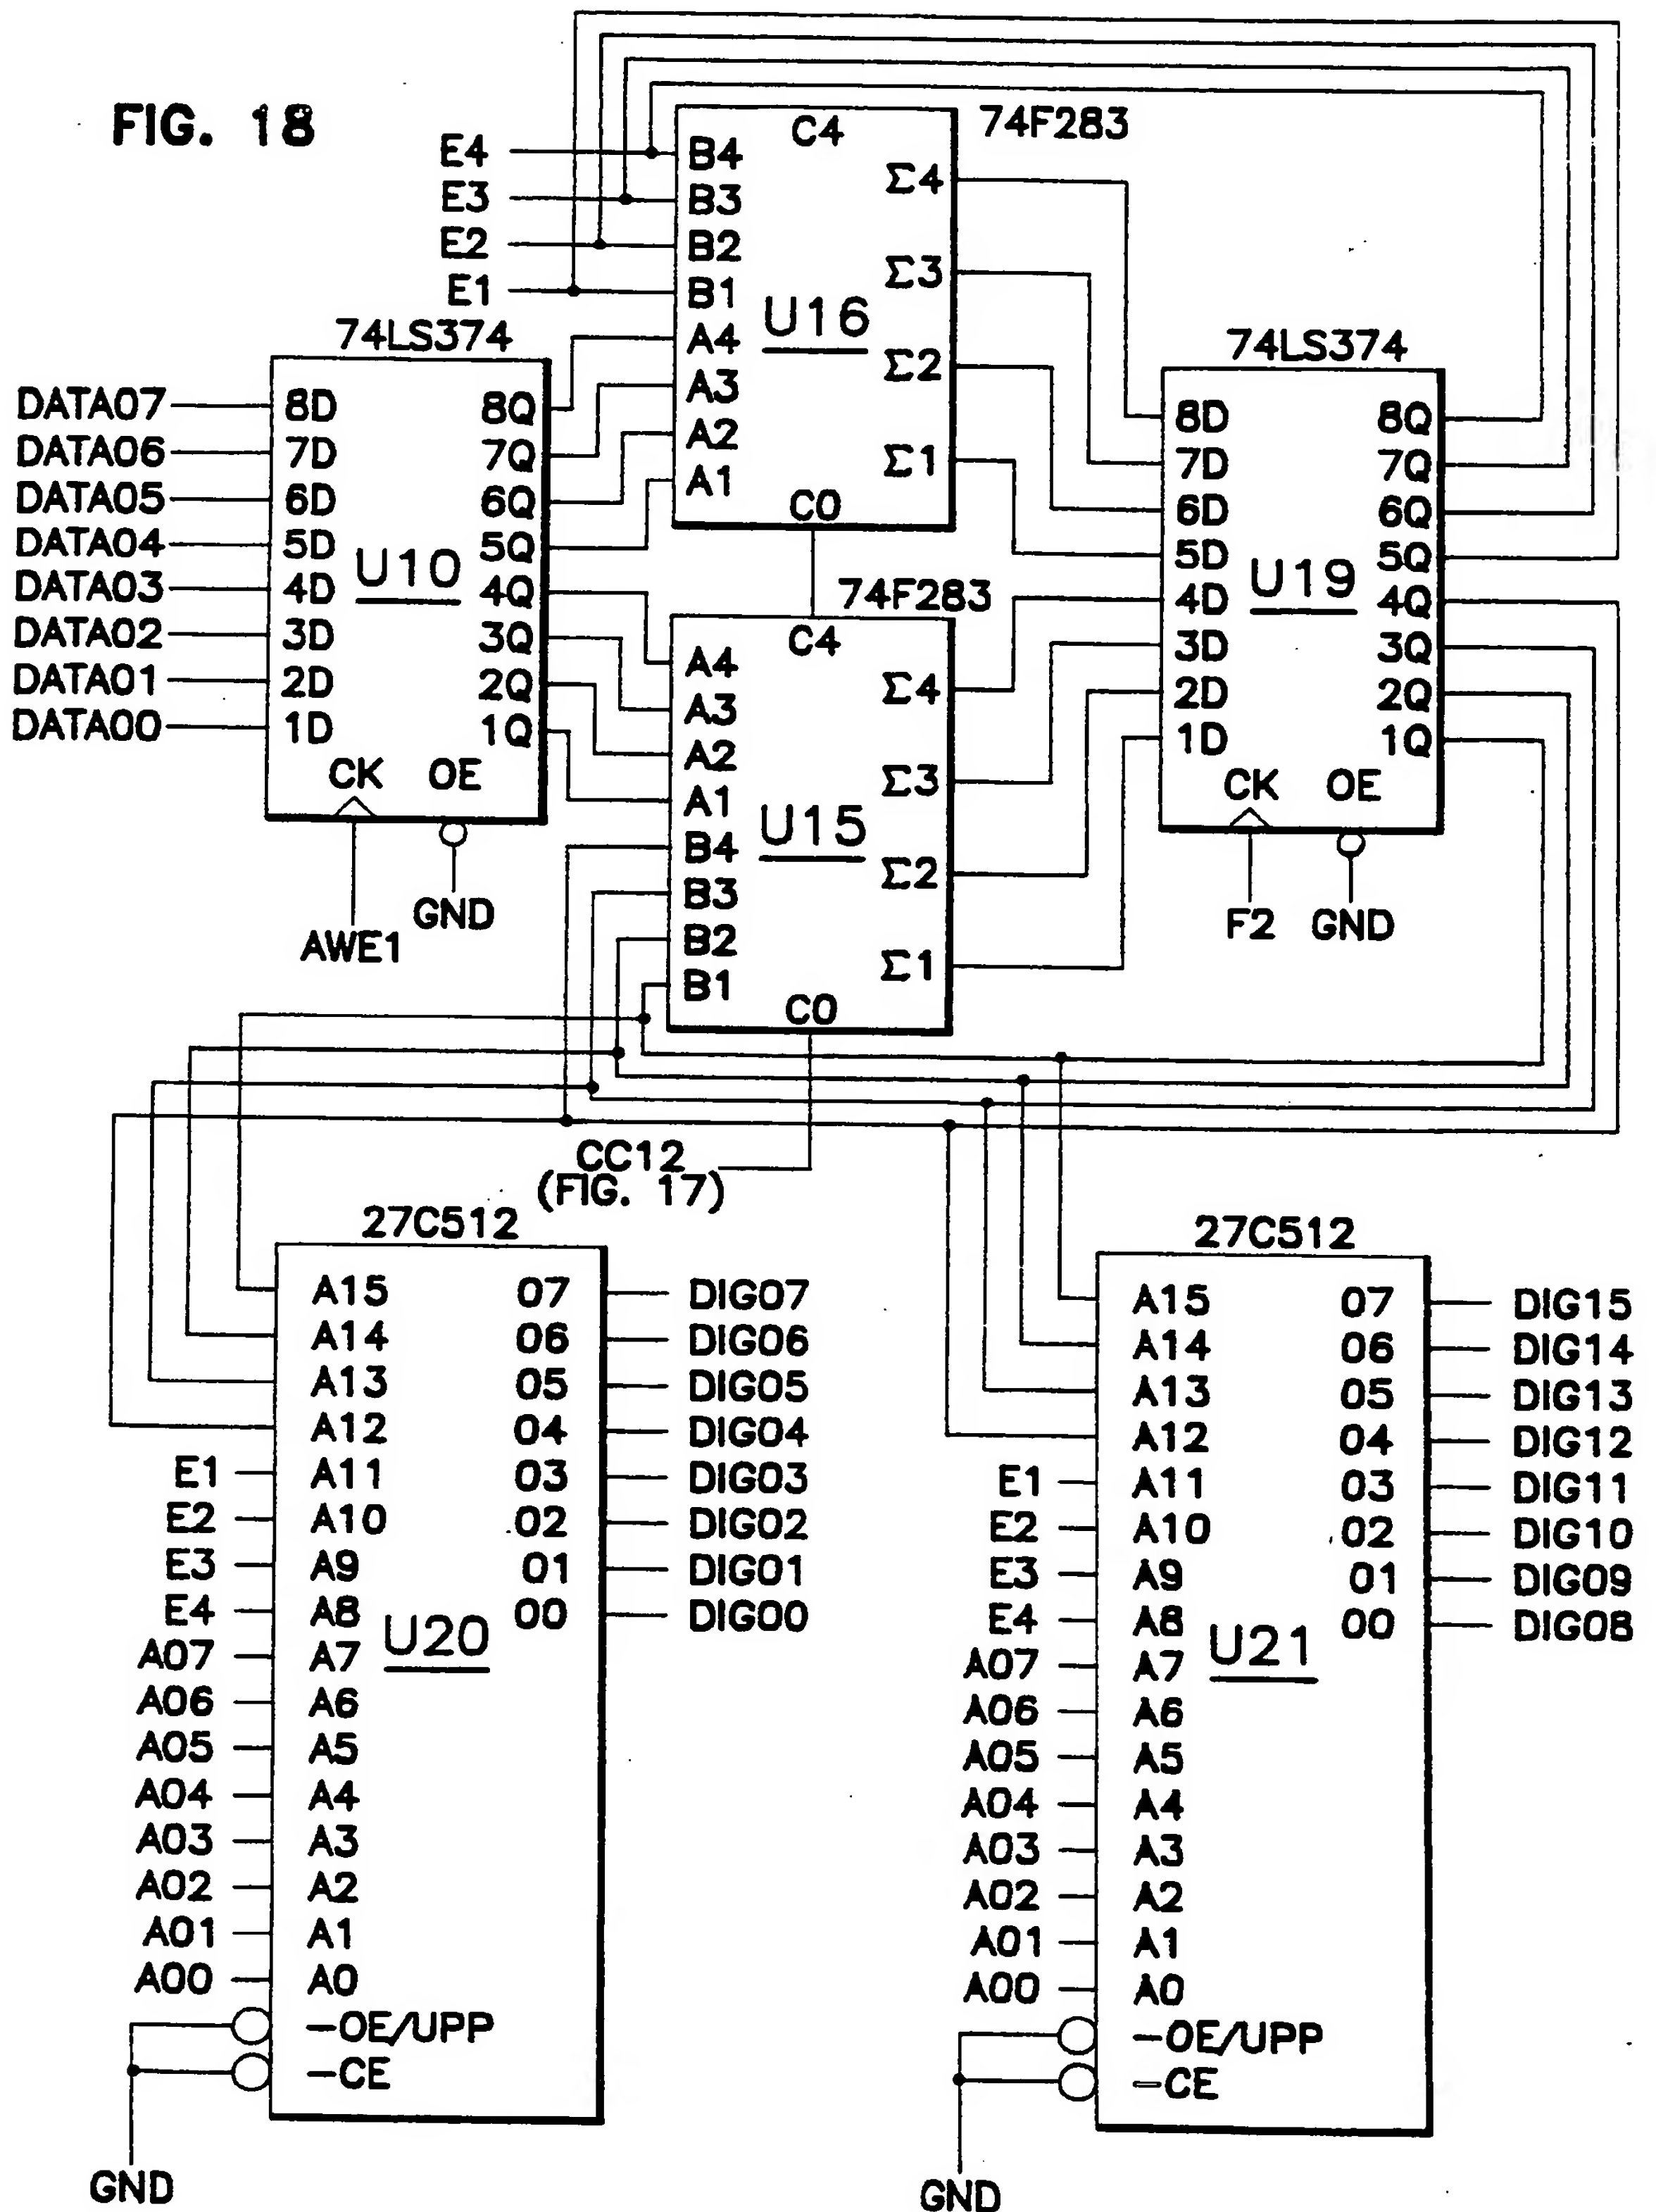 FIG. 18
74F283
E4
E3
E2
E1
C4
B4
B3
B2
B1
A4
A3
A2
A1
U16
Σ4
Σ3
Σ2
Σ1
C0
74LS374
DATA07
DATA06
DATA05
DATA04
DATA03
DATA02
DATA01
DATA00
8D
7D
6D
5D
4D
3D
2D
1D
U10
8Q
7Q
6Q
5Q
4Q
3Q
2Q
1Q
CK
OE
AWE1
GND
74F283
C4
A4
A3
A2
A1
B4
B3
B2
B1
U15
Σ4
Σ3
Σ2
Σ1
C0
74LS374
8D
7D
6D
5D
4D
3D
2D
1D
U19
8Q
7Q
6Q
5Q
4Q
3Q
2Q
1Q
CK
OE
F2
GND
CC12
(FIG. 17)
27C512
E1
E2
E3
E4
A07
A06
A05
A04
A03
A02
A01
A00
A15
A14
A13
A12
A11
A10
A9
A8
A7
A6
A5
A4
A3
A2
A1
A0
-OE/UPP
-CE
U20
07
06
05
04
03
02
01
00
DIG07
DIG06
DIG05
DIG04
DIG03
DIG02
DIG01
DIG00
GND
27C512
E1
E2
E3
E4
A07
A06
A05
A04
A03
A02
A01
A00
A15
A14
A13
A12
A11
A10
A9
A8
A7
A6
A5
A4
A3
A2
A1
A0
-OE/UPP
-CE
U21
07
06
05
04
03
02
01
00
DIG15
DIG14
DIG13
DIG12
DIG11
DIG10
DIG09
DIG08
GND